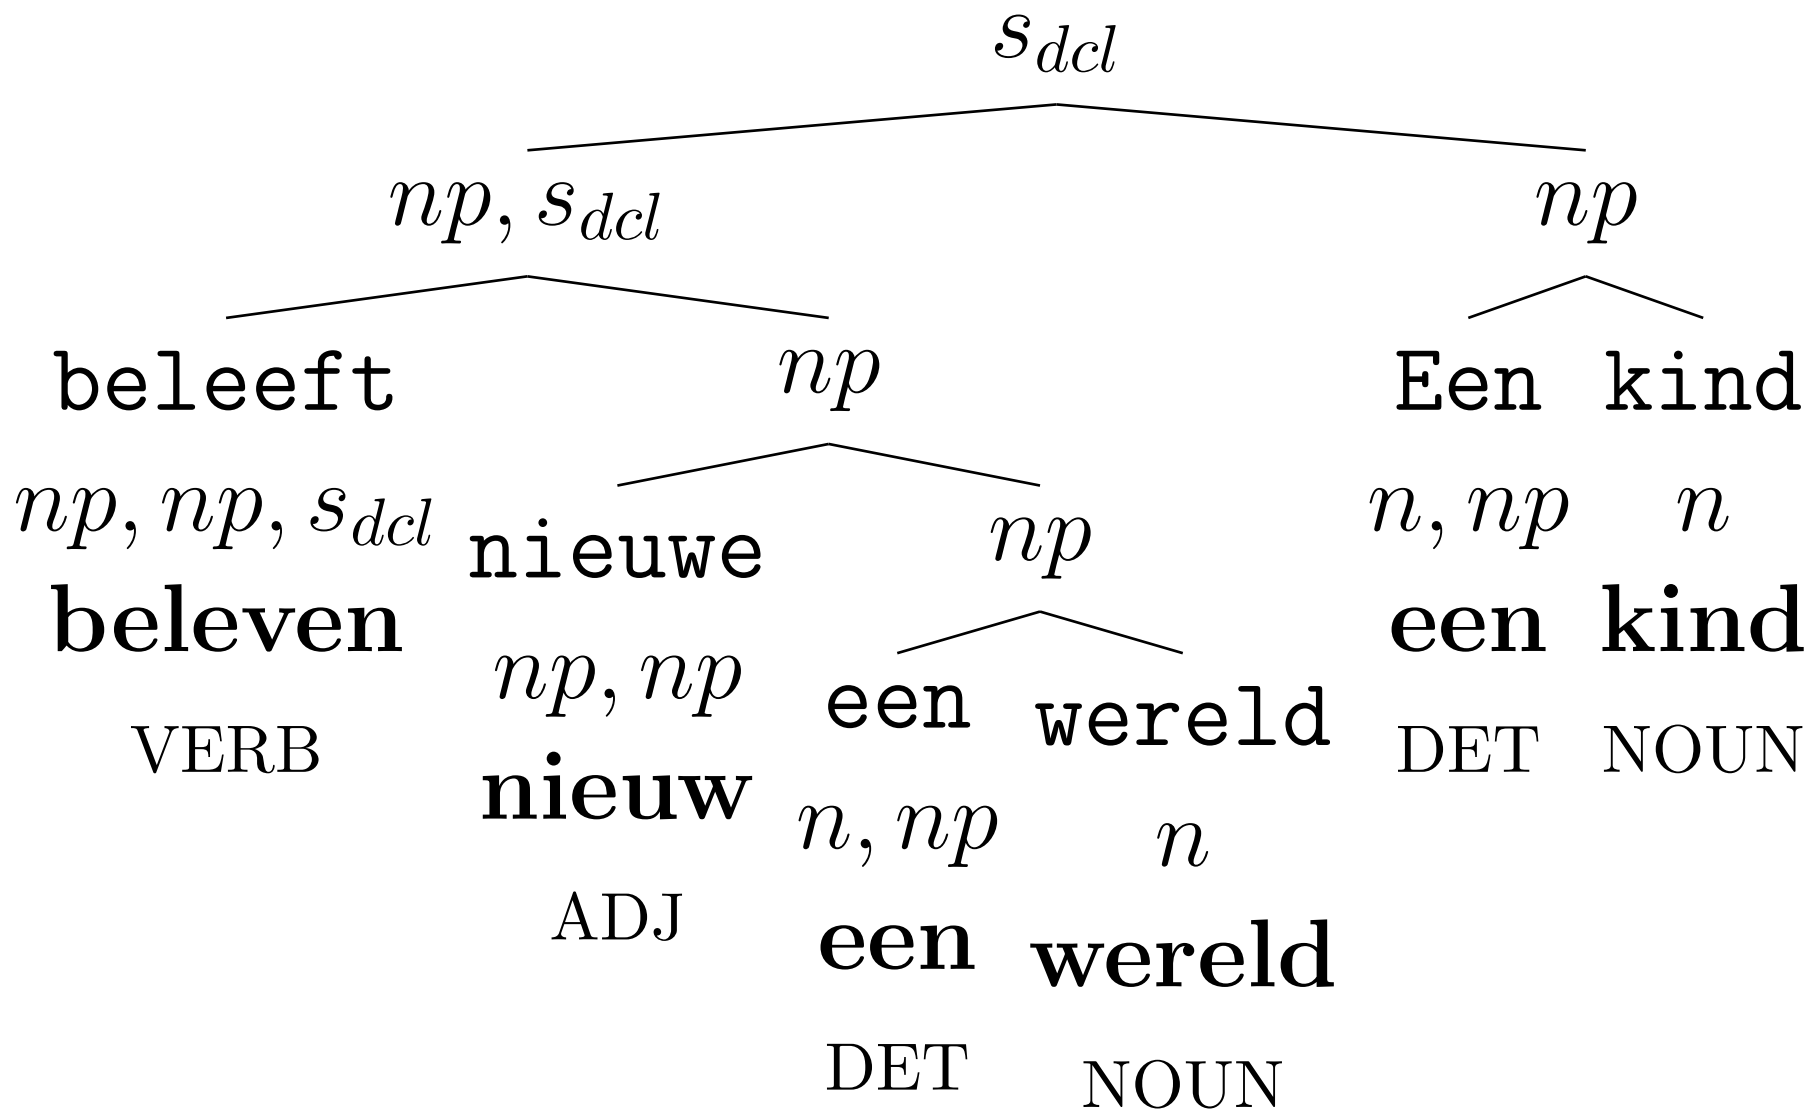 s_dcl
np, s_dcl np
beleeft np Een kind
np, np, s_dcl nieuwe np n, np n
beleven np, np een wereld een kind
VERB nieuw n, np n DET NOUN
ADJ een wereld
DET NOUN